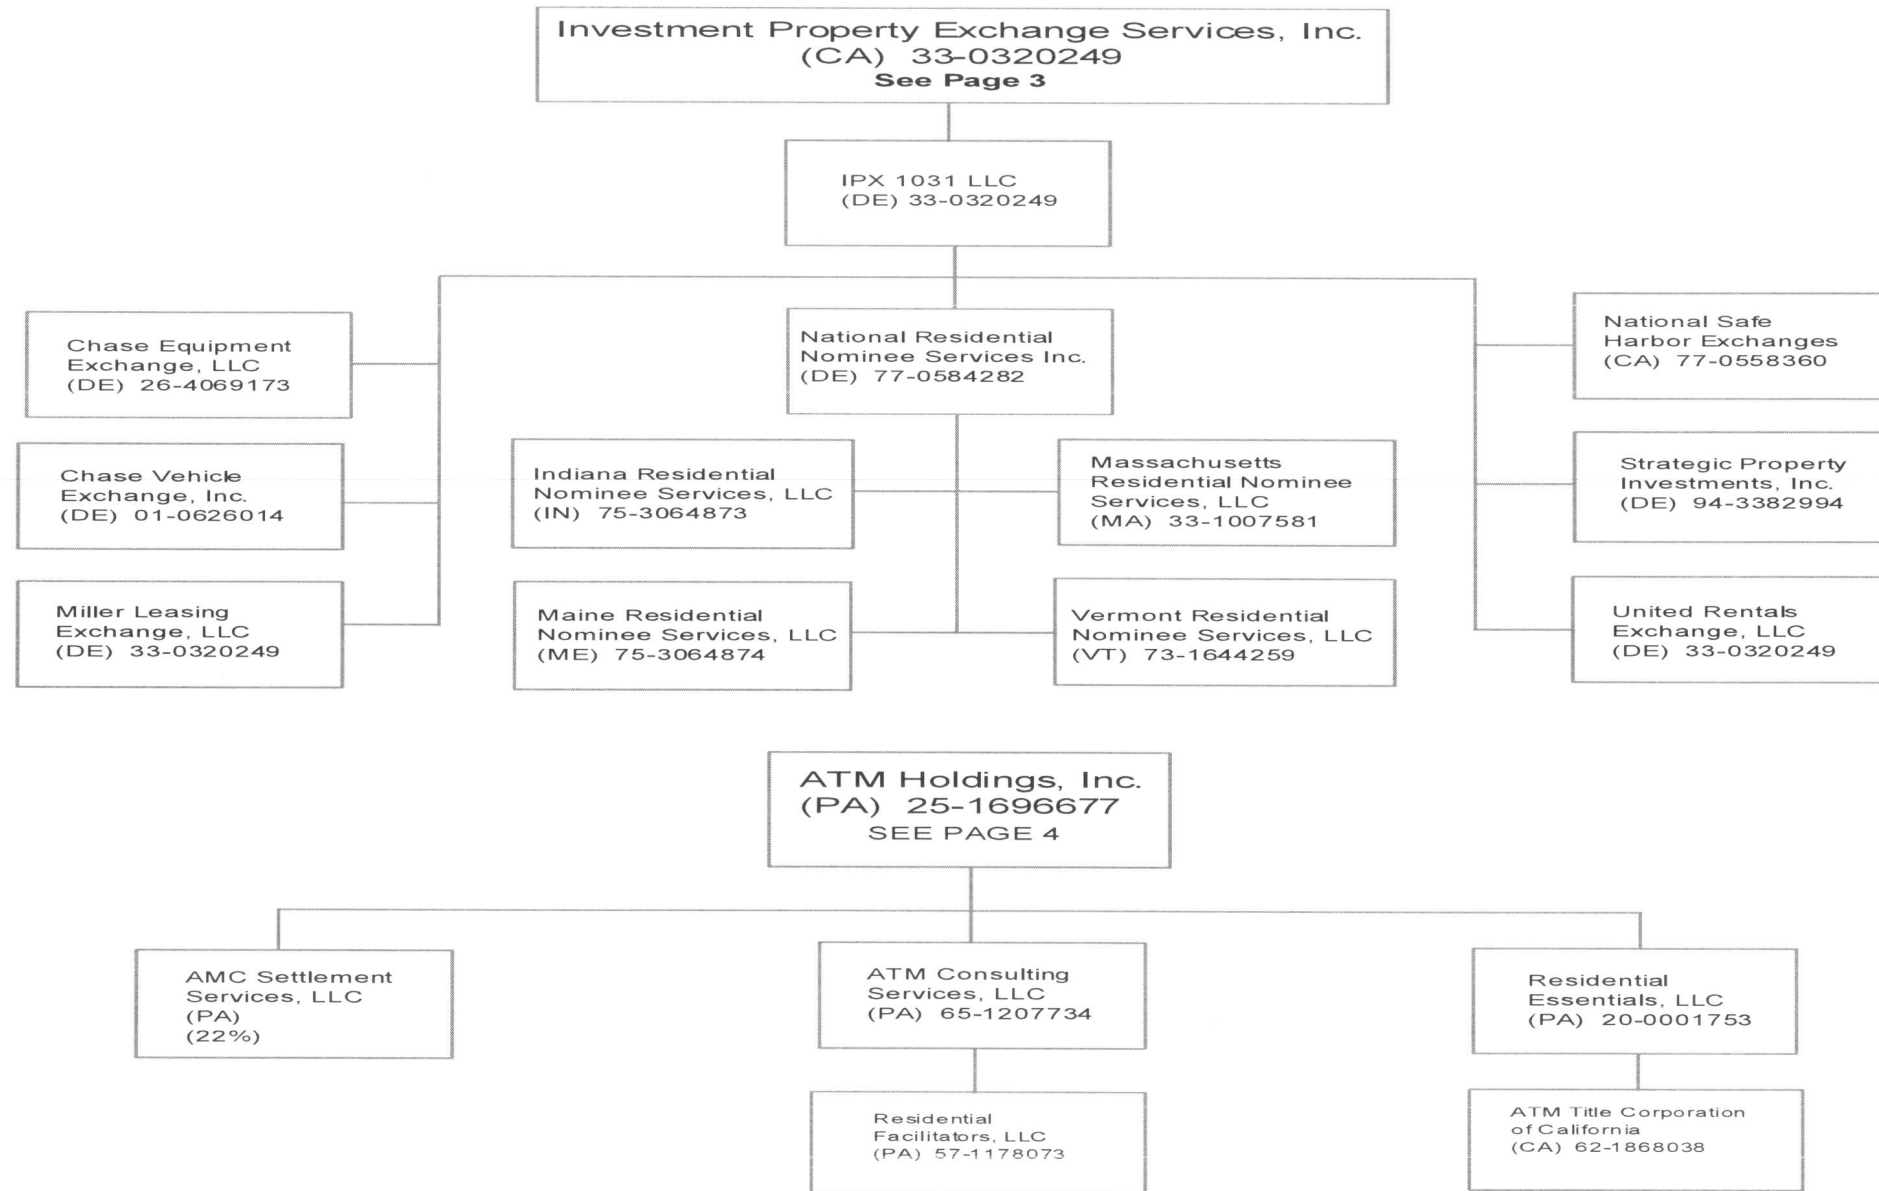 Investment Property Exchange Services, Inc.
(CA) 33-0320249
See Page 3
IPX 1031 LLC
(DE) 33-0320249
Chase Equipment
Exchange, LLC
(DE) 26-4069173
National Residential
Nominee Services Inc.
(DE) 77-0584282
National Safe
Harbor Exchanges
(CA) 77-0558360
Chase Vehicle
Exchange, Inc.
(DE) 01-0626014
Indiana Residential
Nominee Services, LLC
(IN) 75-3064873
Massachusetts
Residential Nominee
Services, LLC
(MA) 33-1007581
Strategic Property
Investments, Inc.
(DE) 94-3382994
Miller Leasing
Exchange, LLC
(DE) 33-0320249
Maine Residential
Nominee Services, LLC
(ME) 75-3064874
Vermont Residential
Nominee Services, LLC
(VT) 73-1644259
United Rentals
Exchange, LLC
(DE) 33-0320249
ATM Holdings, Inc.
(PA) 25-1696677
SEE PAGE 4
AMC Settlement
Services, LLC
(PA)
(22%)
ATM Consulting
Services, LLC
(PA) 65-1207734
Residential
Essentials, LLC
(PA) 20-0001753
Residential
Facilitators, LLC
(PA) 57-1178073
ATM Title Corporation
of California
(CA) 62-1868038